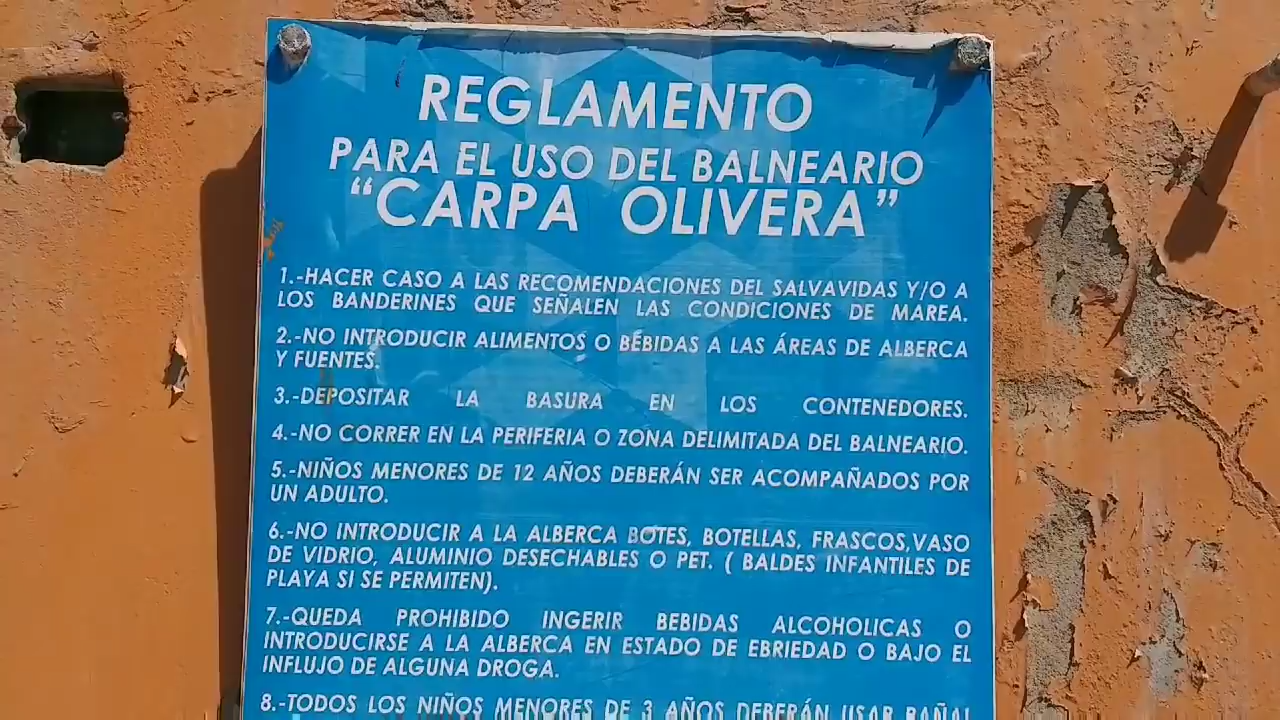 REGLAMENTO
PARA EL USO DEL BALNEARIO
“CARPA OLIVERA”
1.-HACER CASO A LAS RECOMENDACIONES DEL SALVAVIDAS Y/O A
LOS BANDERINES QUE SEÑALEN LAS CONDICIONES DE MAREA.
2.-NO INTRODUCIR ALIMENTOS O BÉBIDAS A LAS ÁREAS DE ALBERCA
Y FUENTES.
3.-DEPOSITAR LA BASURA EN LOS CONTENEDORES.
4.-NO CORRER EN LA PERIFERIA O ZONA DELIMITADA DEL BALNEARIO.
5.-NIÑOS MENORES DE 12 AÑOS DEBERÁN SER ACOMPAÑADOS POR
UN ADULTO.
6.-NO INTRODUCIR A LA ALBERCA BOTES, BOTELLAS, FRASCOS,VASO
DE VIDRIO, ALUMINIO DESECHABLES O PET. ( BALDES INFANTILES DE
PLAYA SI SE PERMITEN).
7.-QUEDA PROHIBIDO INGERIR BEBIDAS ALCOHOLICAS O
INTRODUCIRSE A LA ALBERCA EN ESTADO DE EBRIEDAD O BAJO EL
INFLUJO DE ALGUNA DROGA.
8.-TODOS LOS NIÑOS MENORES DE 3 AÑOS DEBERÁN USAR